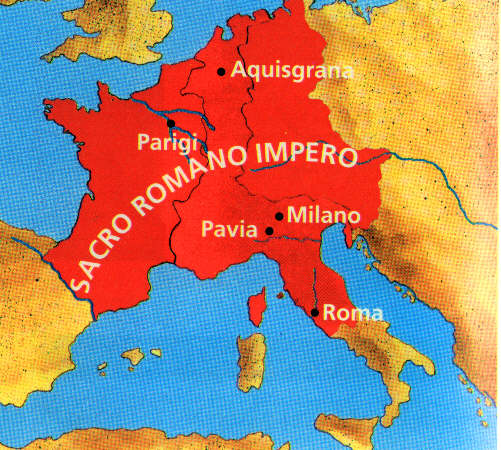 Aquisgrana
Parigi
SACRO ROMANO IMPERO
Milano
Pavia
Roma